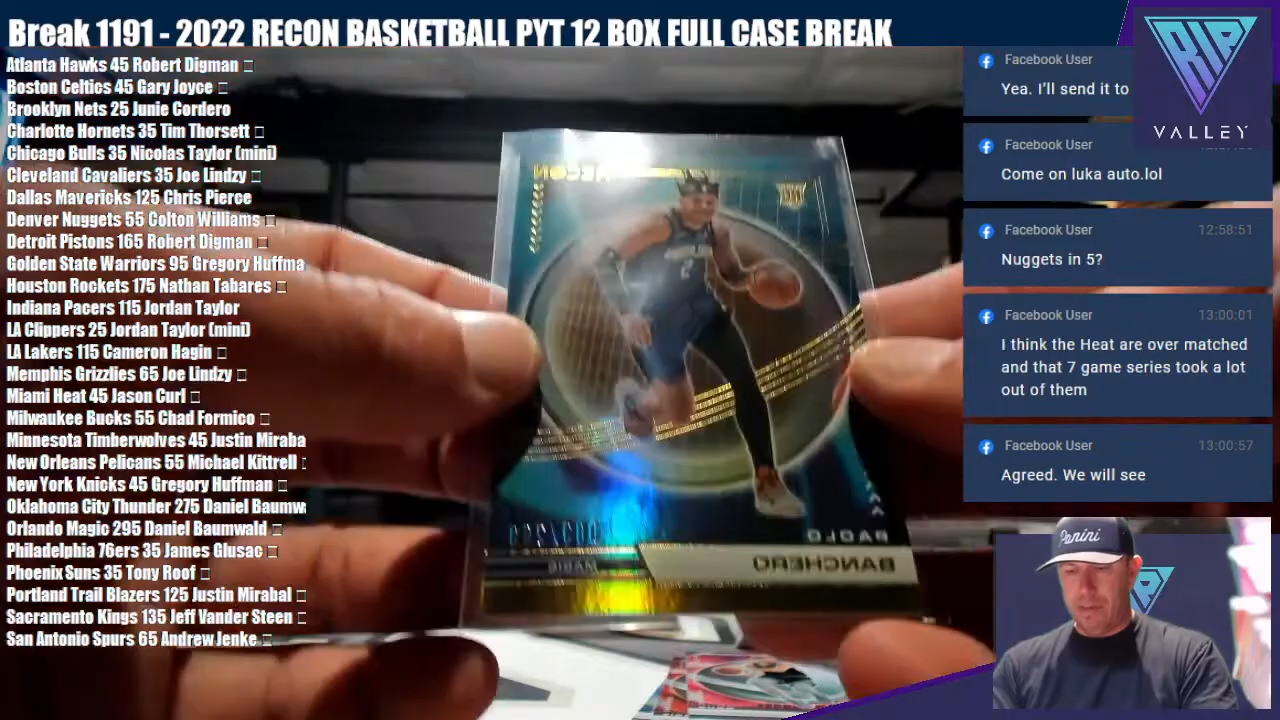 Break 1191 - 2022 RECON BASKETBALL PYT 12 BOX FULL CASE BREAK
Atlanta Hawks 45 Robert Digman
Boston Celtics 45 Gary Joyce
Brooklyn Nets 25 Junie Cordero
Charlotte Hornets 35 Tim Thorsett
Chicago Bulls 35 Nicolas Taylor (mini)
Cleveland Cavaliers 35 Joe Lindzy
Dallas Mavericks 125 Chris Pierce
Denver Nuggets 55 Colton Williams
Detroit Pistons 165 Robert Digman
Golden State Warriors 95 Gregory Huffma
Houston Rockets 175 Nathan Tabares
Indiana Pacers 115 Jordan Taylor
LA Clippers 25 Jordan Taylor (mini)
LA Lakers 115 Cameron Hagin
Memphis Grizzlies 65 Joe Lindzy
Miami Heat 45 Jason Curl
Milwaukee Bucks 55 Chad Formico
Minnesota Timberwolves 45 Justin Miraba
New Orleans Pelicans 55 Michael Kittrell
New York Knicks 45 Gregory Huffman
Oklahoma City Thunder 275 Daniel Baumwa
Orlando Magic 295 Daniel Baumwald
Philadelphia 76ers 35 James Glusac
Phoenix Suns 35 Tony Roof
Portland Trail Blazers 125 Justin Mirabal
Sacramento Kings 135 Jeff Vander Steen
San Antonio Spurs 65 Andrew Jenke
RECON
PAOLO
BANCHERO
MAGIC
Facebook User
Yea. I'll send it to
Facebook User
Come on luka auto.lol
Facebook User 12:58:51
Nuggets in 5?
Facebook User 13:00:01
I think the Heat are over matched
and that 7 game series took a lot
out of them
Facebook User 13:00:57
Agreed. We will see
RIP
VALLEY
Panini
RIP